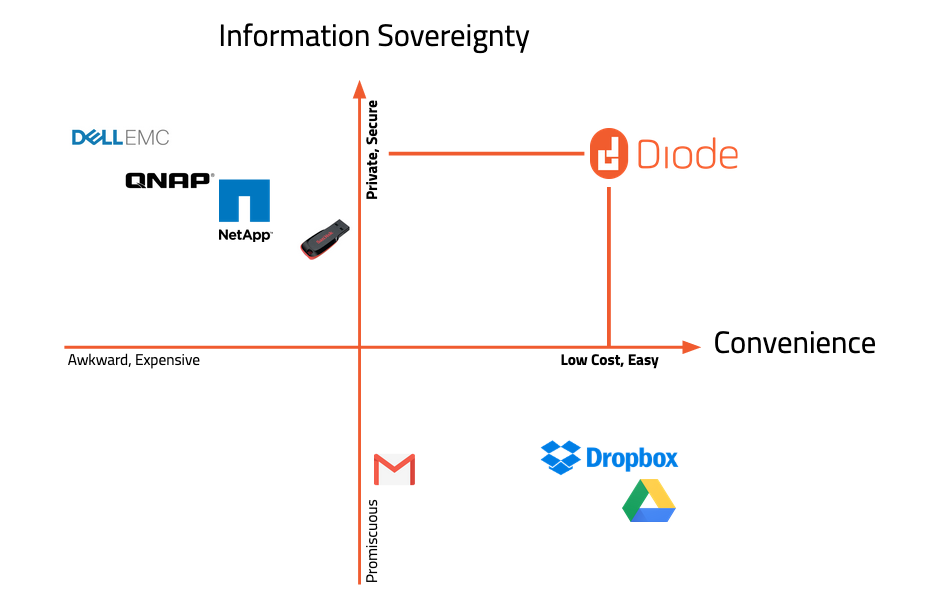 Information Sovereignty
Private, Secure
DELLEMC
Diode
QNAP
NetApp
Convenience
Awkward, Expensive
Low Cost, Easy
Dropbox
Promiscuous